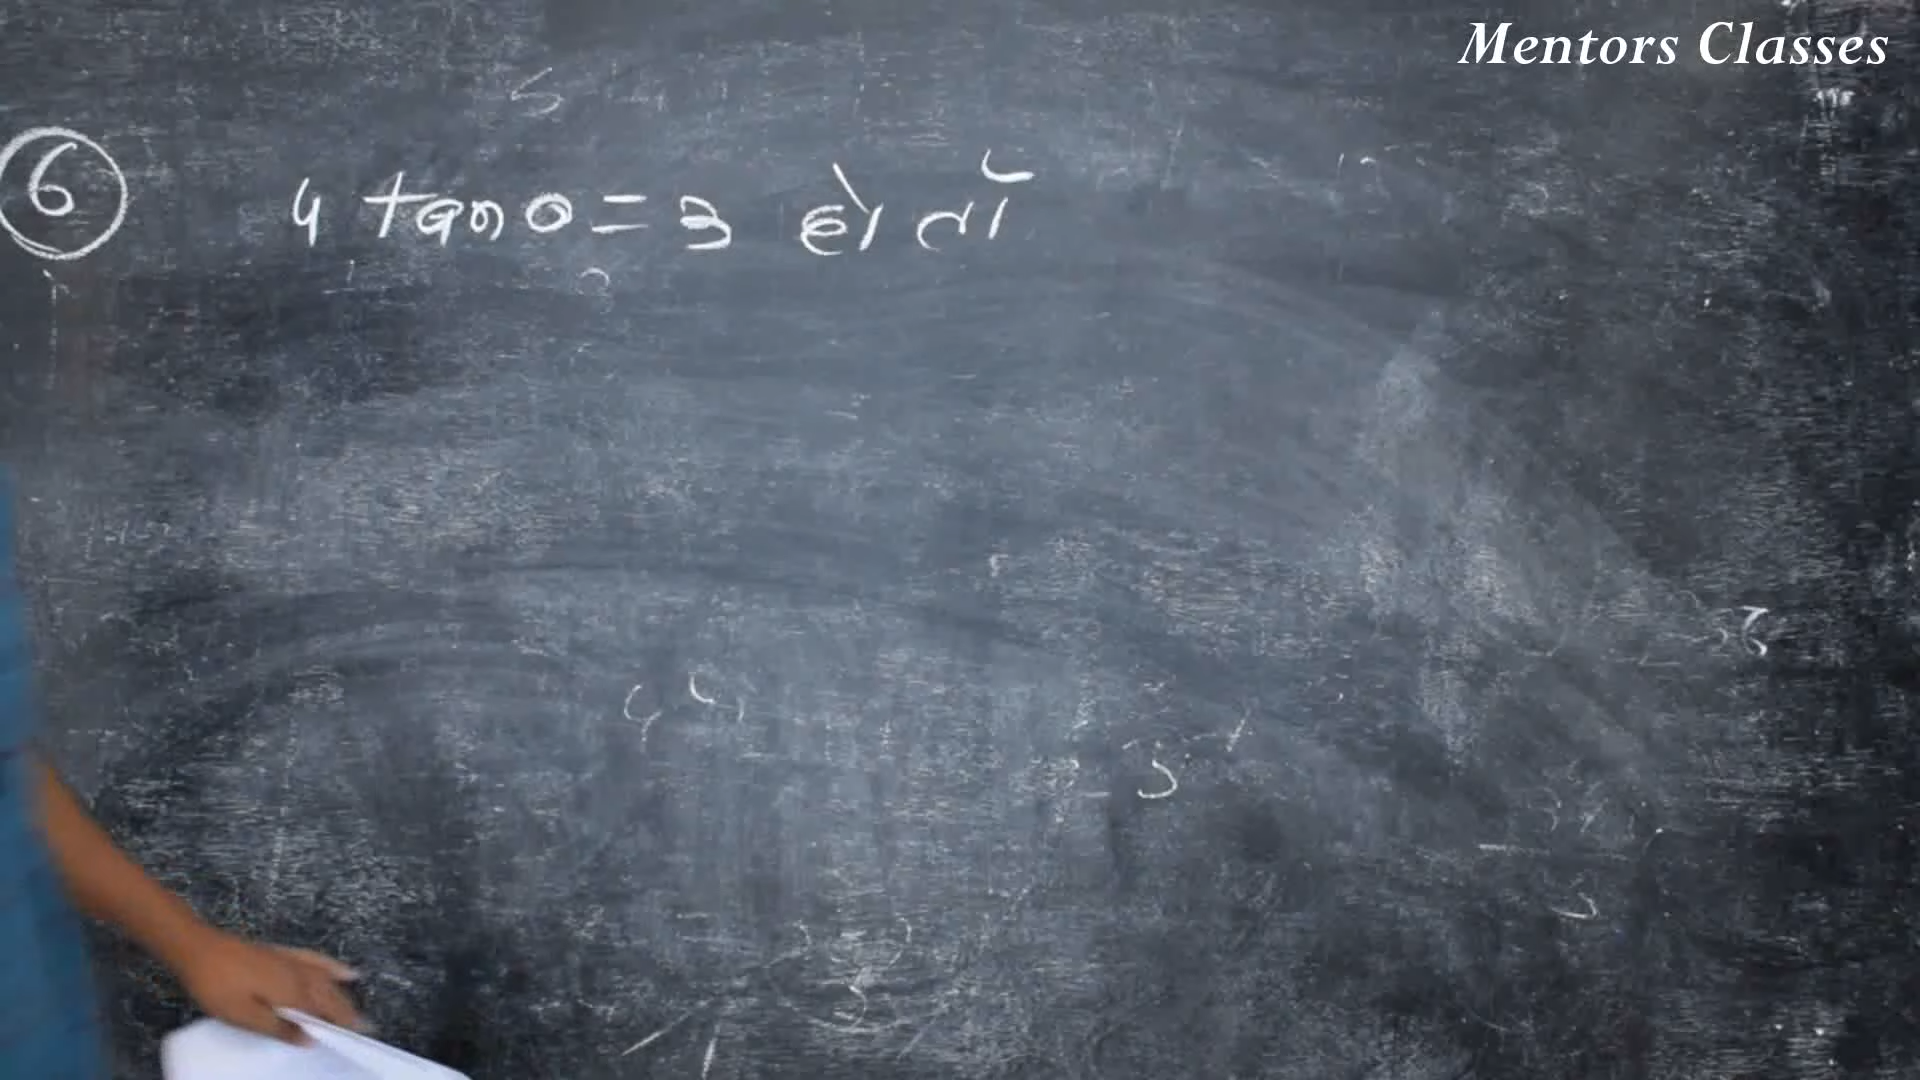 Mentors Classes
6 4 tanθ = 3 हो तों